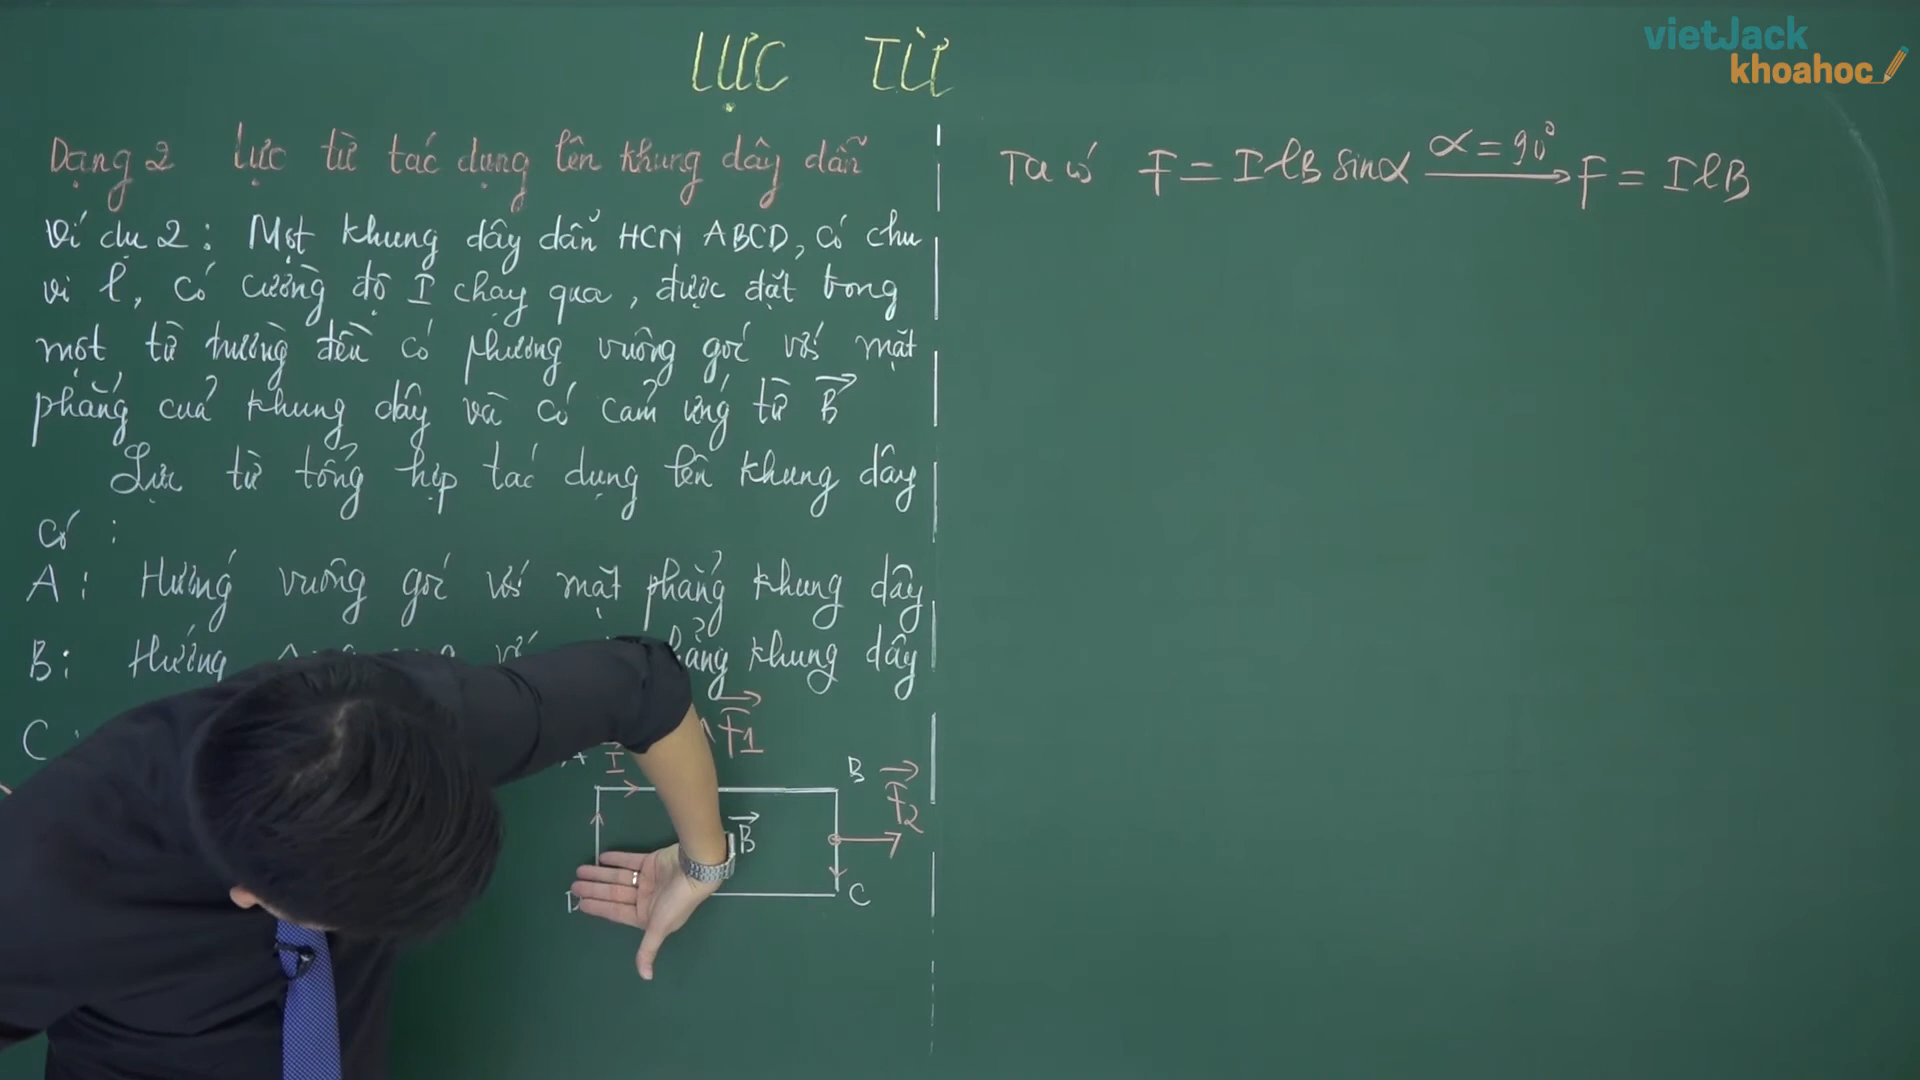 vietJack
khoahoc
LỰC TỪ
Dạng 2 lực từ tác dụng lên khung dây dẫn
Ví dụ 2: Một khung dây dẫn HCN ABCD, có chu
vi l, có cường độ I chạy qua, được đặt trong
một từ trường đều có phương vuông góc với mặt
phẳng của khung dây và có cảm ứng từ B
Lực từ tổng hợp tác dụng lên khung dây
có:
A: Hướng vuông góc với mặt phẳng khung dây
B: Hướng khung dây
C:
F1
A I B
F2
B
D C
Ta có F = IlB sinα α = 90° F = IlB